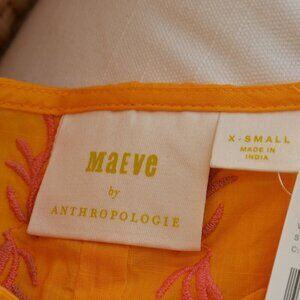 maeve
by
ANTHROPOLOGIE
X-SMALL
MADE IN
INDIA